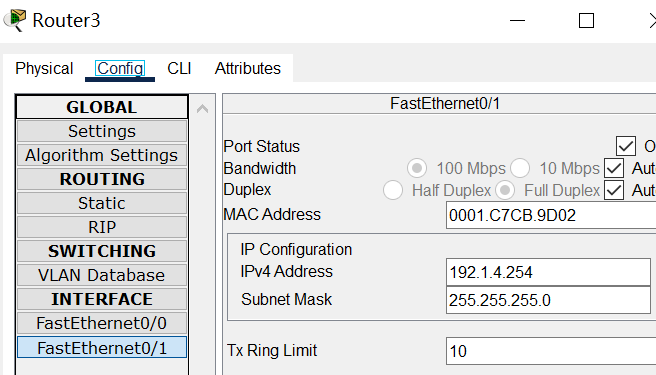 Router3
Physical Config CLI Attributes
GLOBAL
Settings
Algorithm Settings
ROUTING
Static
RIP
SWITCHING
VLAN Database
INTERFACE
FastEthernet0/0
FastEthernet0/1
FastEthernet0/1
Port Status O
Bandwidth 100 Mbps 10 Mbps Aut
Duplex Half Duplex Full Duplex Aut
MAC Address 0001.C7CB.9D02
IP Configuration
IPv4 Address 192.1.4.254
Subnet Mask 255.255.255.0
Tx Ring Limit 10